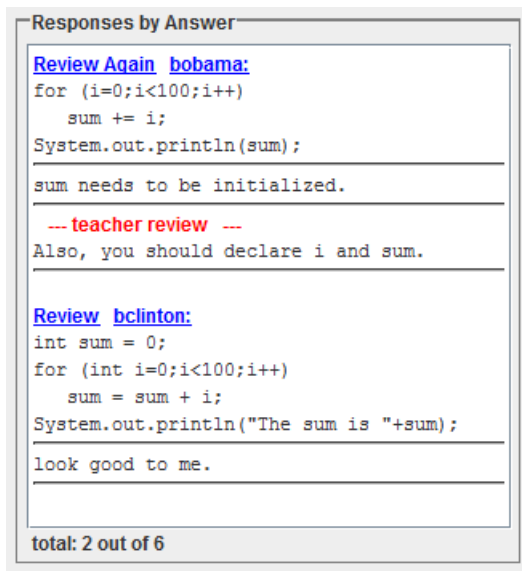 Responses by Answer
Review Again bobama:
for (i=0;i<100;i++)
   sum += i;
System.out.println(sum);
sum needs to be initialized.
--- teacher review ---
Also, you should declare i and sum.
Review bclinton:
int sum = 0;
for (int i=0;i<100;i++)
   sum = sum + i;
System.out.println("The sum is "+sum);
look good to me.
total: 2 out of 6